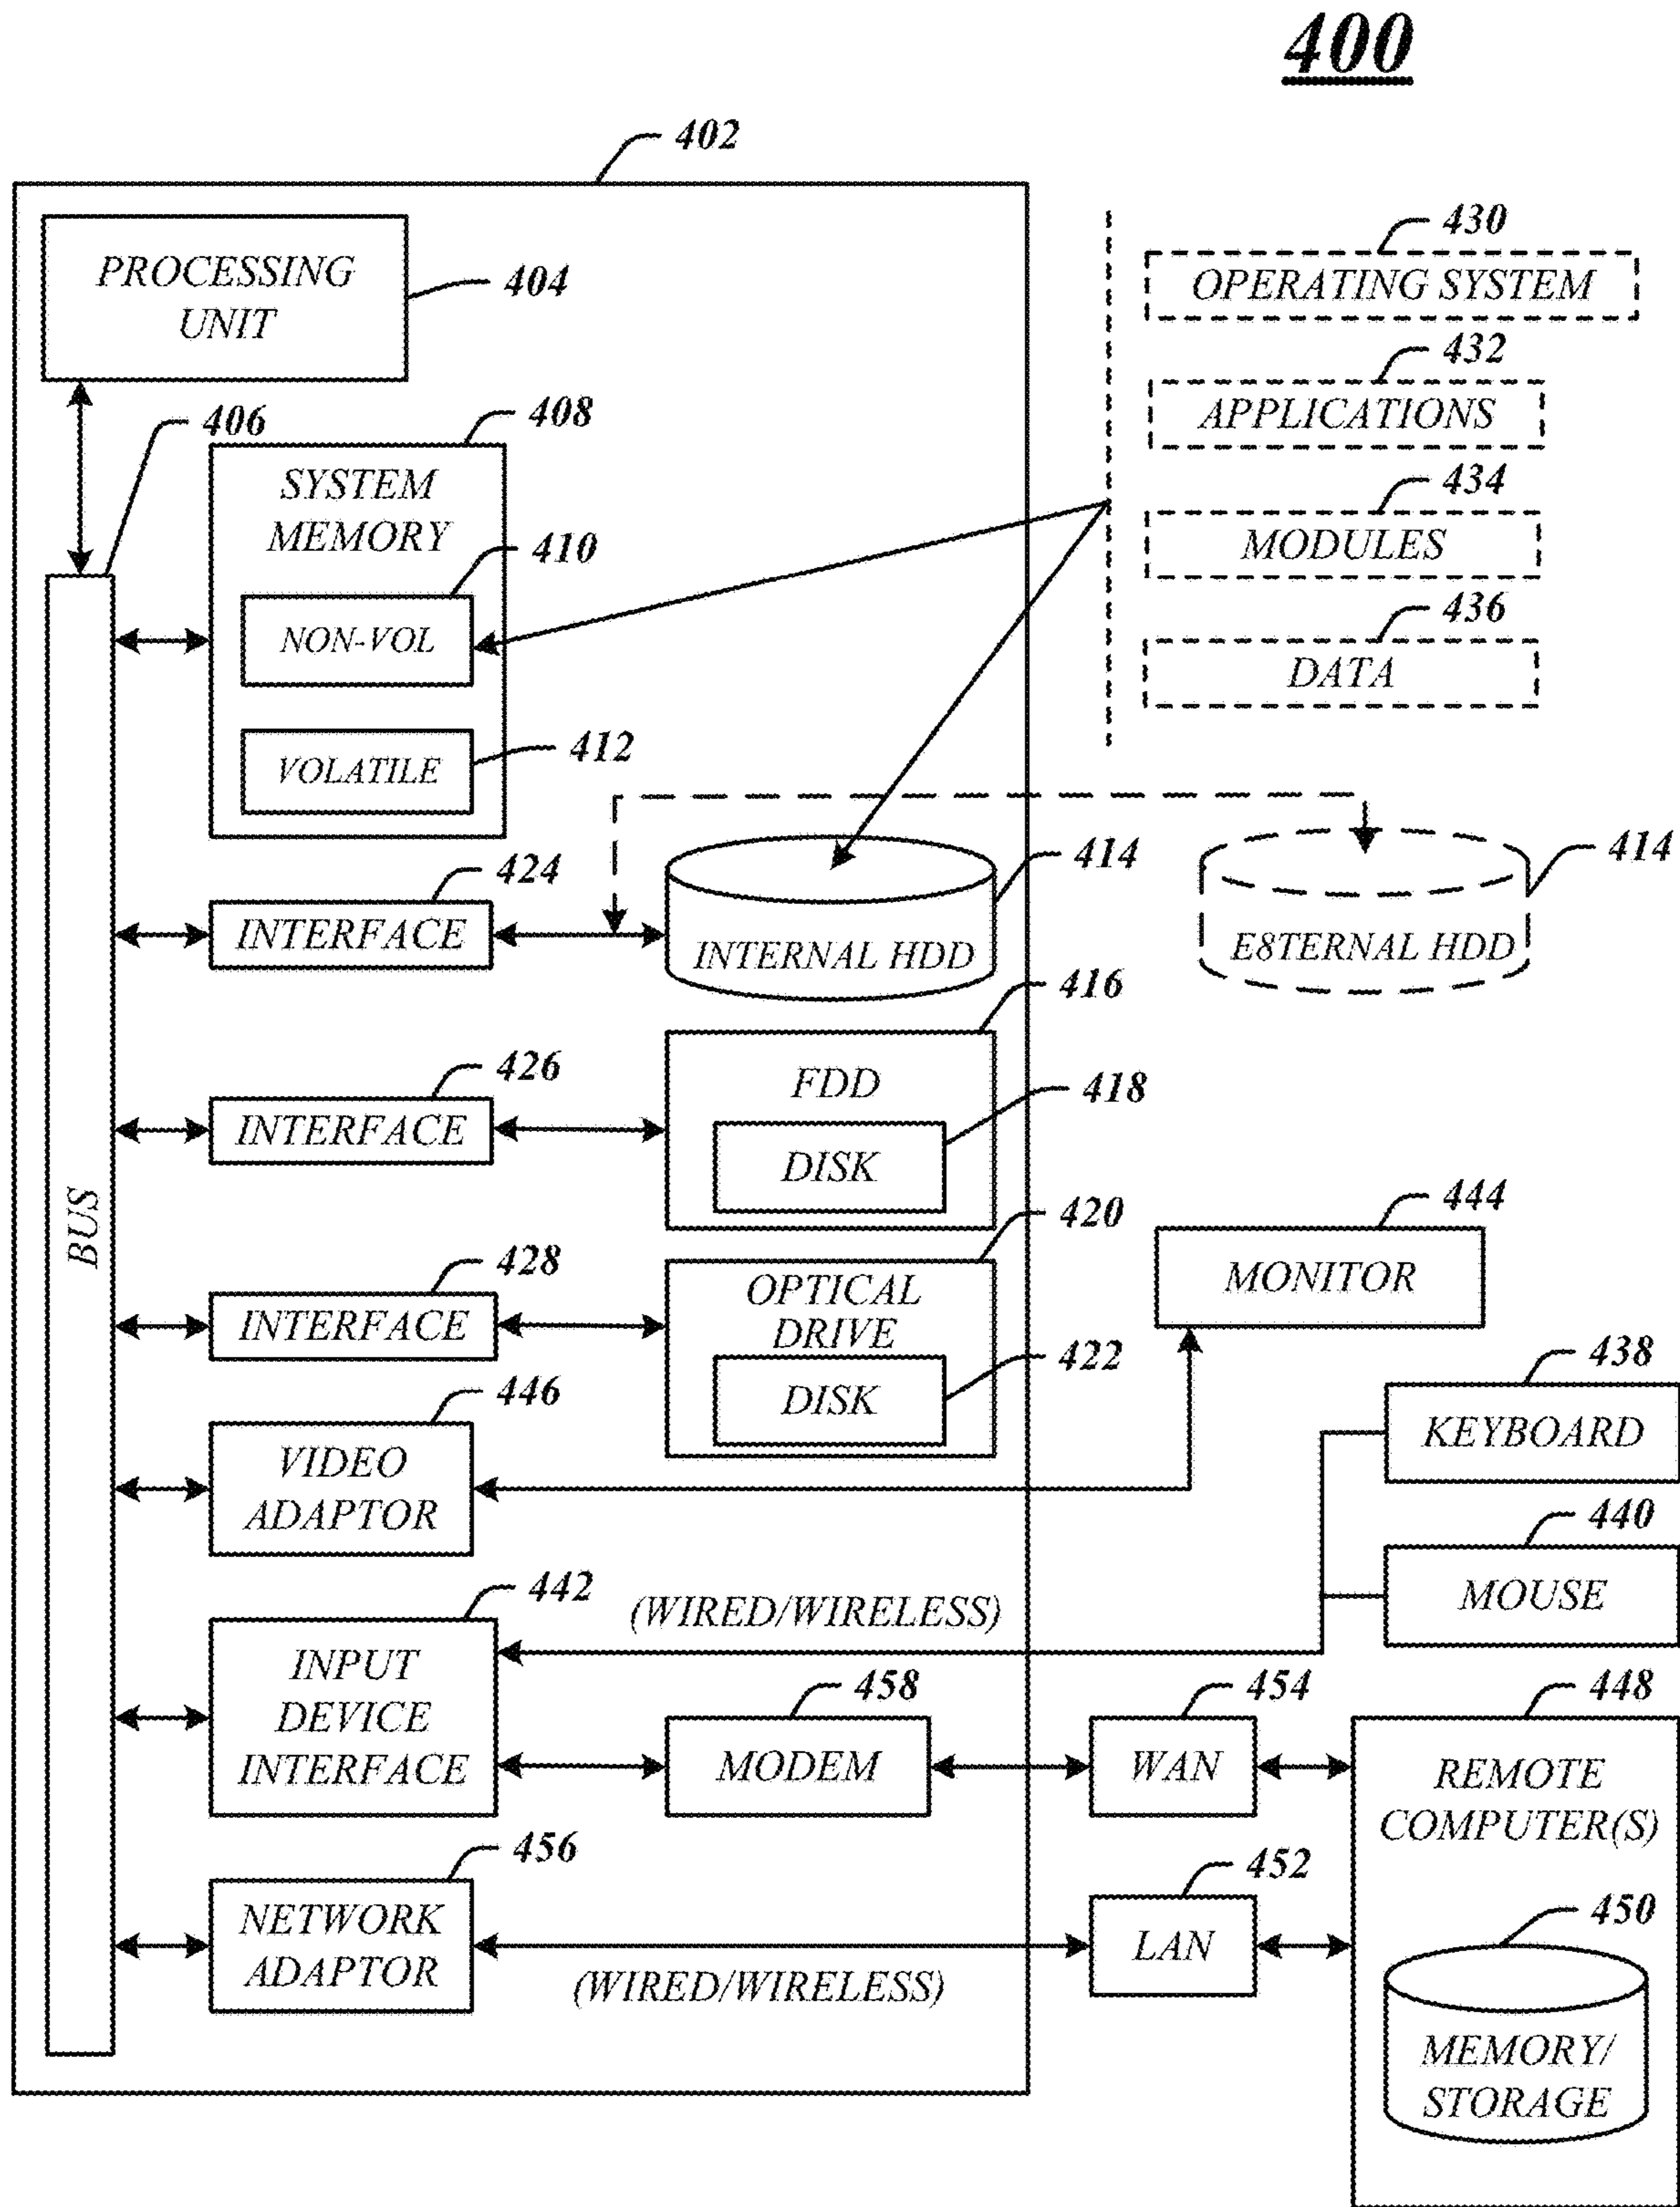 400
402
PROCESSING
UNIT
404
430
OPERATING SYSTEM
432
APPLICATIONS
434
MODULES
436
DATA
406
408
SYSTEM
MEMORY
410
NON-VOL
412
VOLATILE
BUS
424
INTERFACE
414
INTERNAL HDD
414
E8TERNAL HDD
426
INTERFACE
416
FDD
418
DISK
428
INTERFACE
420
OPTICAL
DRIVE
422
DISK
444
MONITOR
446
VIDEO
ADAPTOR
438
KEYBOARD
440
MOUSE
442
INPUT
DEVICE
INTERFACE
(WIRED/WIRELESS)
458
MODEM
454
WAN
448
REMOTE
COMPUTER(S)
456
NETWORK
ADAPTOR
(WIRED/WIRELESS)
452
LAN
450
MEMORY/
STORAGE